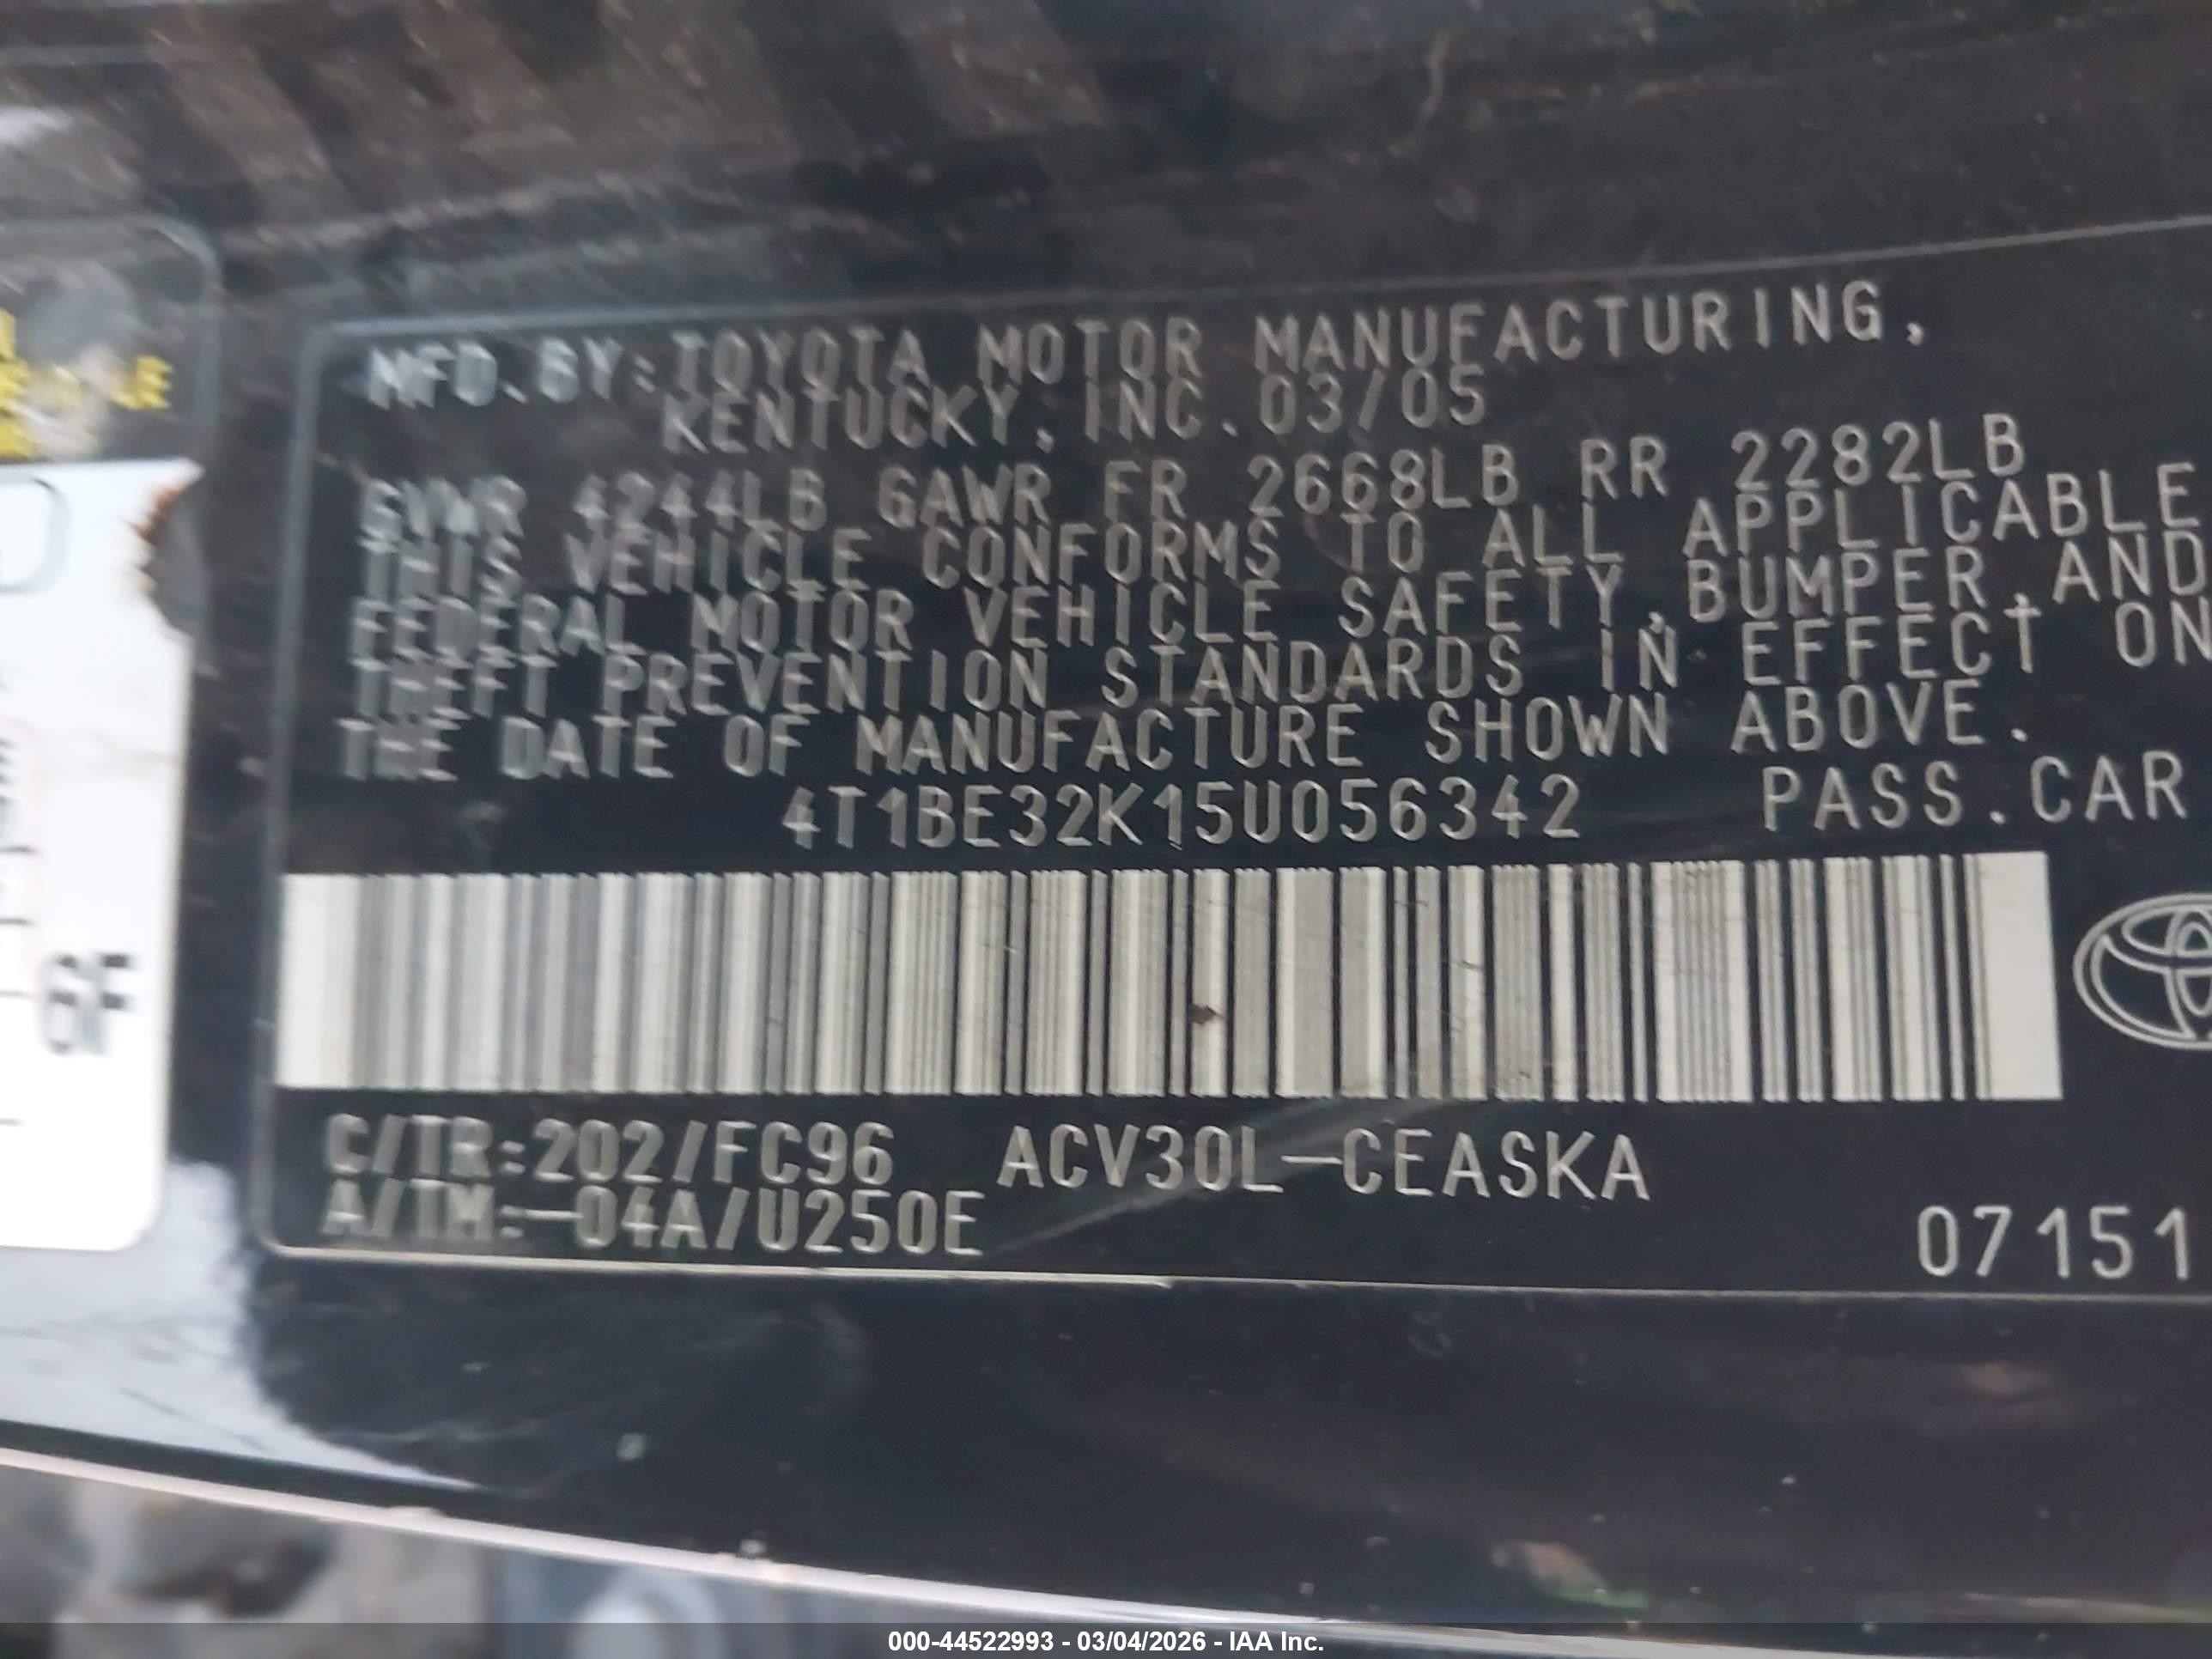 MFD. BY: TOYOTA MOTOR MANUFACTURING,
KENTUCKY, INC. 03/05
GVWR 4244LB GAWR FR 2668LB RR 2282LB
THIS VEHICLE CONFORMS TO ALL APPLICABLE
FEDERAL MOTOR VEHICLE SAFETY, BUMPER, AND
THEFT PREVENTION STANDARDS IN EFFECT ON
THE DATE OF MANUFACTURE SHOWN ABOVE.
4T1BE32K15U056342 PASS.CAR
C/TR:202/FC96 ACV30L-CEASKA
A/TM:-04A/U250E
07151
6F
000-44522993 - 03/04/2026 - IAA Inc.